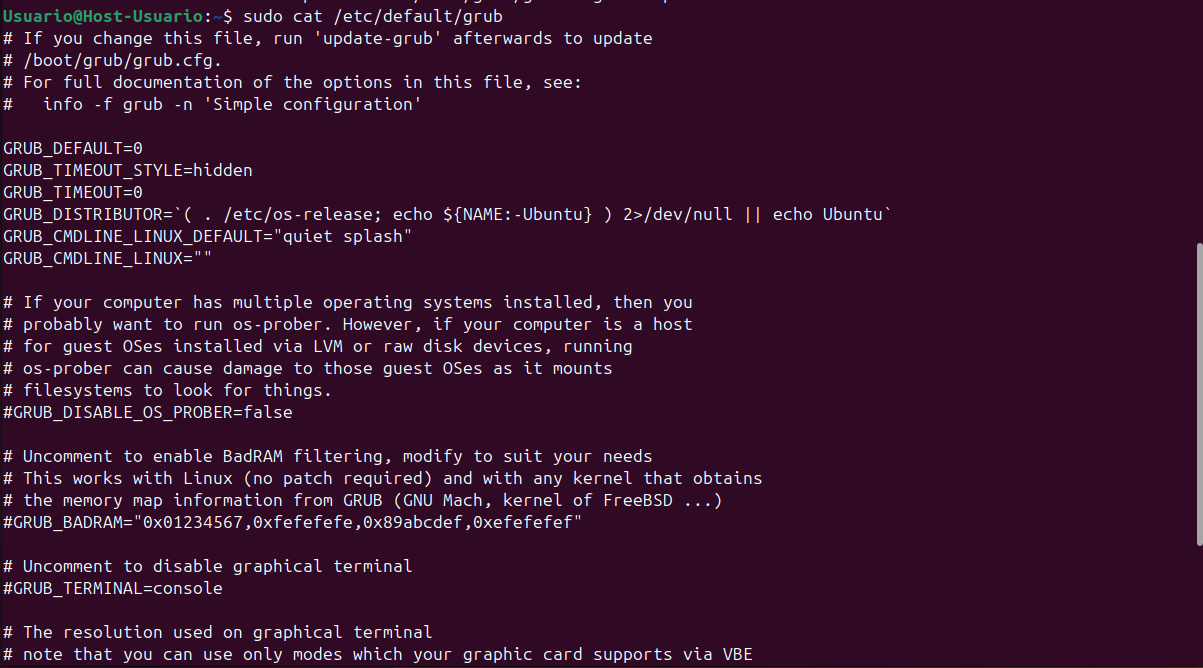 Usuario@Host-Usuario:~$ sudo cat /etc/default/grub
# If you change this file, run 'update-grub' afterwards to update
# /boot/grub/grub.cfg.
# For full documentation of the options in this file, see:
#   info -f grub -n 'Simple configuration'

GRUB_DEFAULT=0
GRUB_TIMEOUT_STYLE=hidden
GRUB_TIMEOUT=0
GRUB_DISTRIBUTOR=`( . /etc/os-release; echo ${NAME:-Ubuntu} ) 2>/dev/null || echo Ubuntu`
GRUB_CMDLINE_LINUX_DEFAULT="quiet splash"
GRUB_CMDLINE_LINUX=""

# If your computer has multiple operating systems installed, then you
# probably want to run os-prober. However, if your computer is a host
# for guest OSes installed via LVM or raw disk devices, running
# os-prober can cause damage to those guest OSes as it mounts
# filesystems to look for things.
#GRUB_DISABLE_OS_PROBER=false

# Uncomment to enable BadRAM filtering, modify to suit your needs
# This works with Linux (no patch required) and with any kernel that obtains
# the memory map information from GRUB (GNU Mach, kernel of FreeBSD ...)
#GRUB_BADRAM="0x01234567,0xfefefefe,0x89abcdef,0xefefefef"

# Uncomment to disable graphical terminal
#GRUB_TERMINAL=console

# The resolution used on graphical terminal
# note that you can use only modes which your graphic card supports via VBE